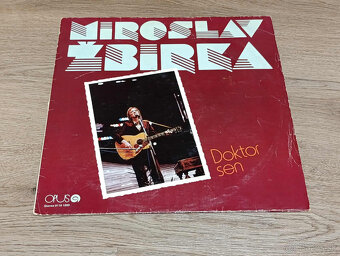 MIROSLAV
ŽBIRKA
Doktor
sen
OPUS